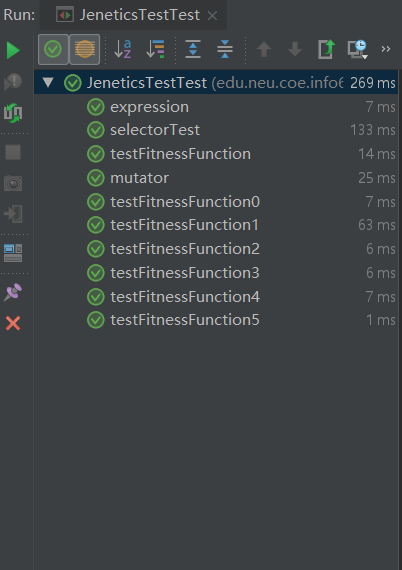 Run: JeneticsTestTest
JeneticsTestTest (edu.neu.coe.info6 269 ms
expression 7 ms
selectorTest 133 ms
testFitnessFunction 14 ms
mutator 25 ms
testFitnessFunction0 7 ms
testFitnessFunction1 63 ms
testFitnessFunction2 6 ms
testFitnessFunction3 6 ms
testFitnessFunction4 7 ms
testFitnessFunction5 1 ms